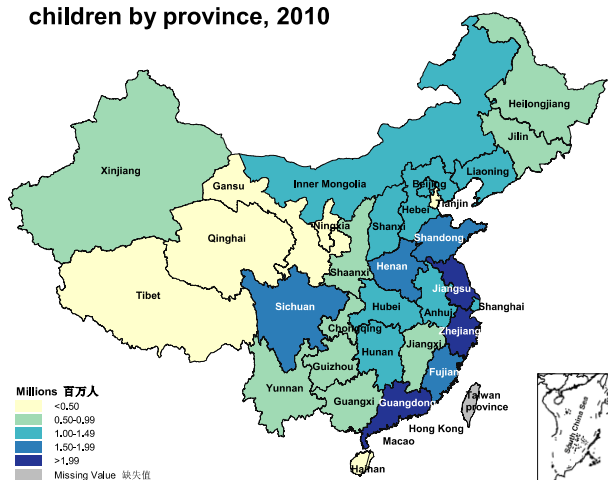 children by province, 2010
Heilongjiang
Jilin
Xinjiang
Liaoning
Beijing
Inner Mongolia
Gansu
Tianjin
Hebei
Ningxia
Shanxi
Qinghai
Shandong
Henan
Shaanxi
Jiangsu
Tibet
Sichuan
Hubei
Shanghai
Anhui
Chongqing
Zhejiang
Hunan
Jiangxi
Guizhou
Fujian
Yunnan
Guangxi
Guangdong
Taiwan
province
Hong Kong
Macao
Hainan
South China Sea
Millions 百万人
<0.50
0.50-0.99
1.00-1.49
1.50-1.99
>1.99
Missing Value 缺失值